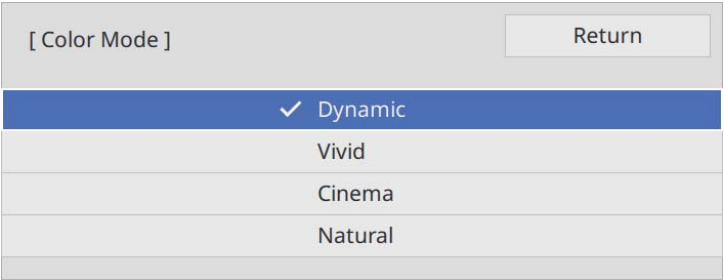 [ Color Mode ]
Return
✓ Dynamic
Vivid
Cinema
Natural